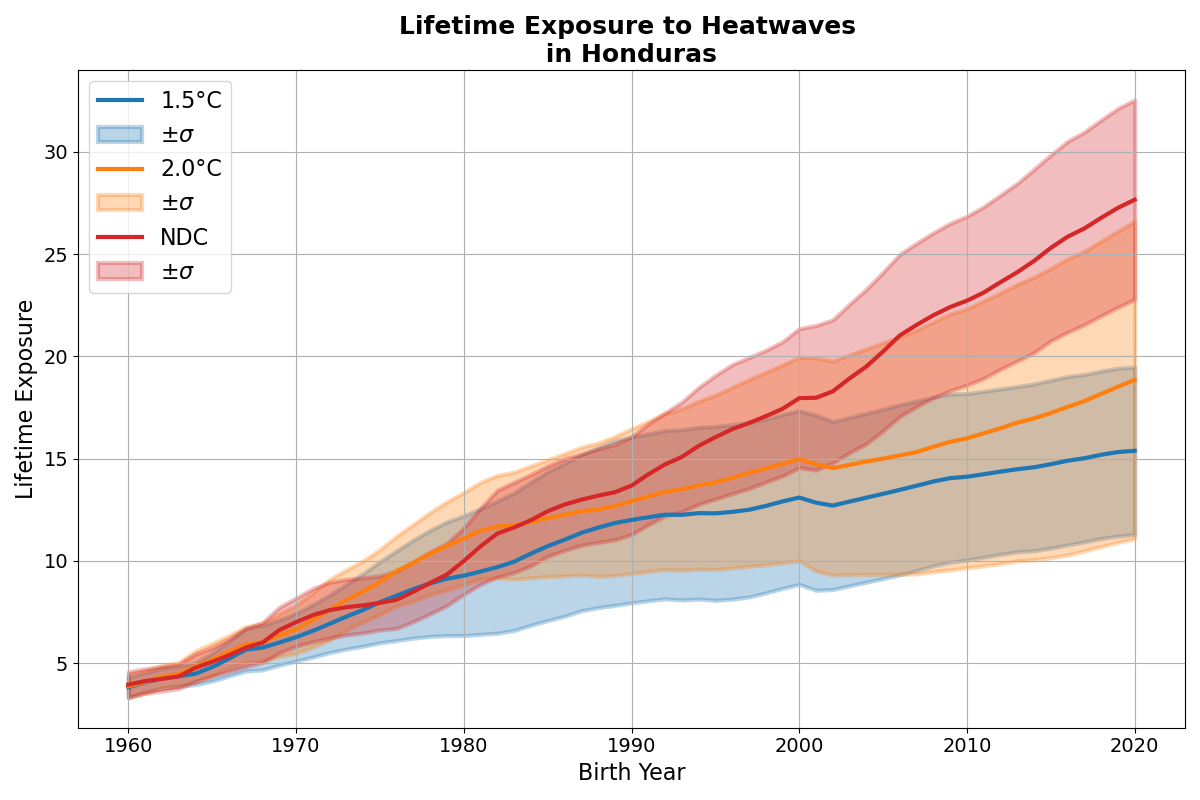 Lifetime Exposure to Heatwaves
in Honduras
1.5°C
±σ
2.0°C
±σ
NDC
±σ
Lifetime Exposure
30
25
20
15
10
5
1960
1970
1980
1990
2000
2010
2020
Birth Year